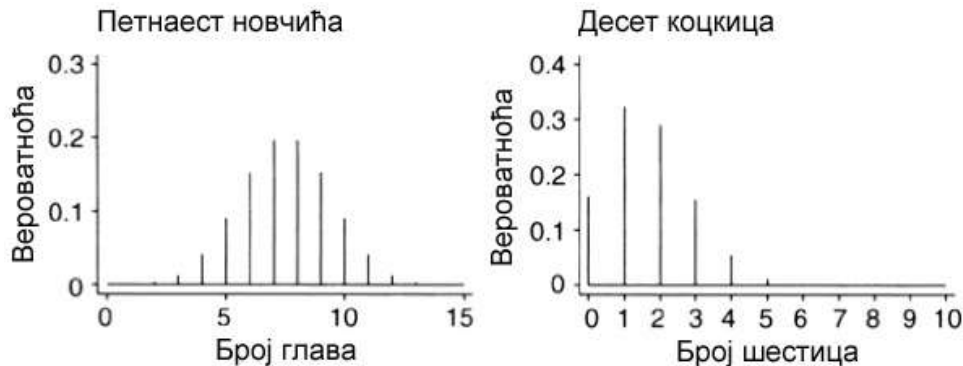 Петнаест новчића
Вероватноћа
0.3
0.2
0.1
0
0 5 10 15
Број глава
Десет коцкица
Вероватноћа
0.4
0.3
0.2
0.1
0
0 1 2 3 4 5 6 7 8 9 10
Број шестица